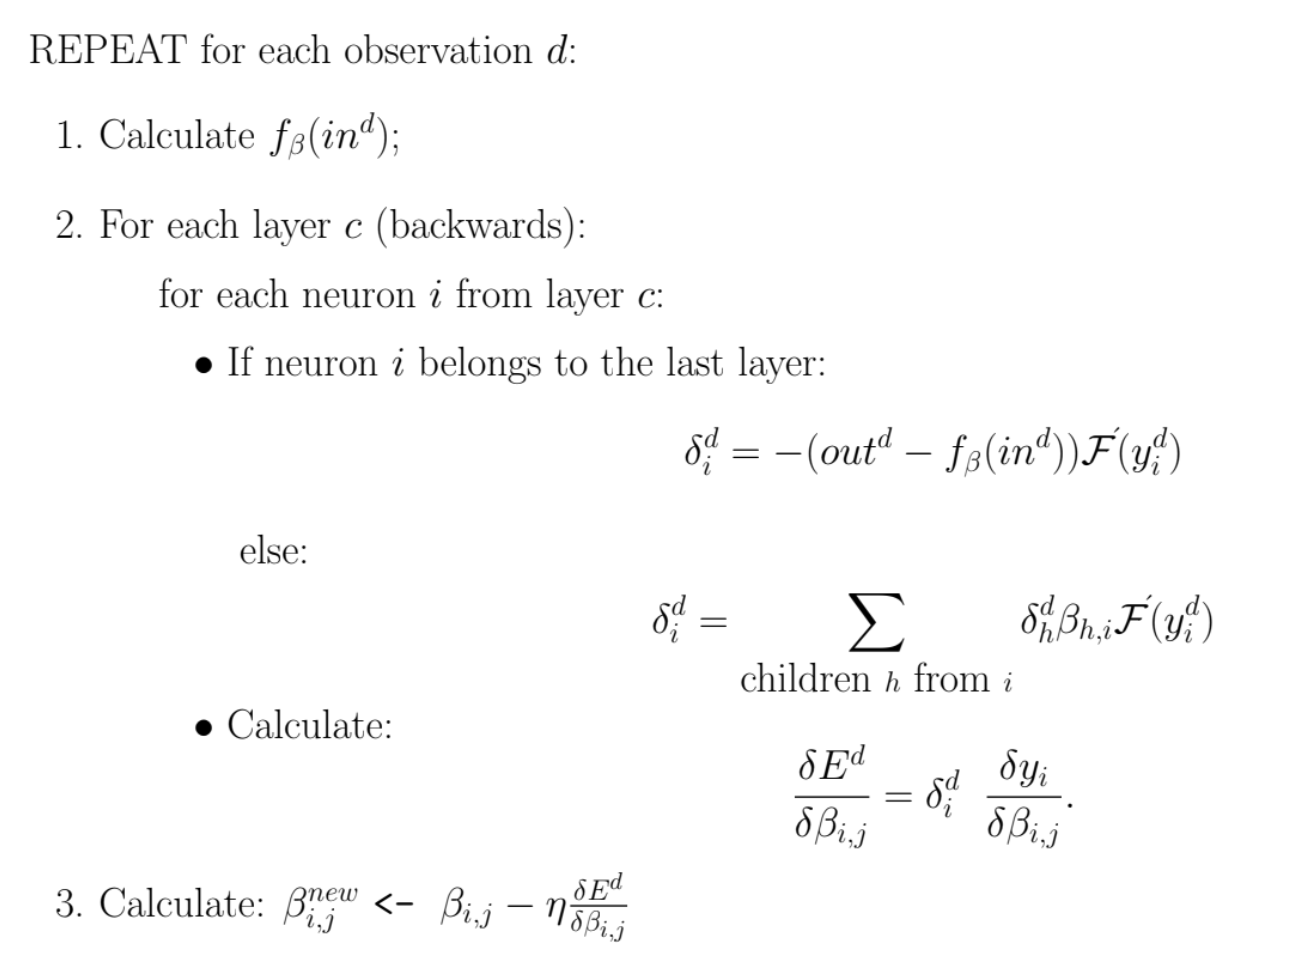 REPEAT for each observation d:
1. Calculate f_β(in^d);
2. For each layer c (backwards):
for each neuron i from layer c:
• If neuron i belongs to the last layer:
δ_i^d = −(out^d − f_β(in^d))ℱ́(y_i^d)
else:
δ_i^d = ∑_{children h from i} δ_h^d β_{h,i} ℱ́(y_i^d)
• Calculate:
δE^d / δβ_{i,j} = δ_i^d δy_i / δβ_{i,j}.
3. Calculate: β_{i,j}^{new} <- β_{i,j} − η δE^d / δβ_{i,j}